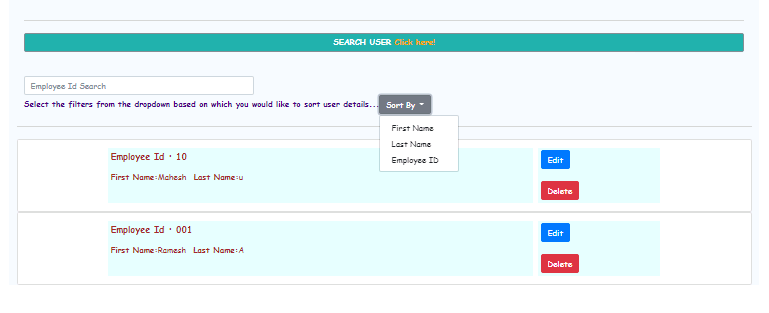 SEARCH USER Click here!
Employee Id Search
Select the filters from the dropdown based on which you would like to sort user details... Sort By
First Name
Last Name
Employee ID
Employee Id · 10
First Name:Mahesh Last Name:u
Edit
Delete
Employee Id · 001
First Name:Ramesh Last Name:A
Edit
Delete